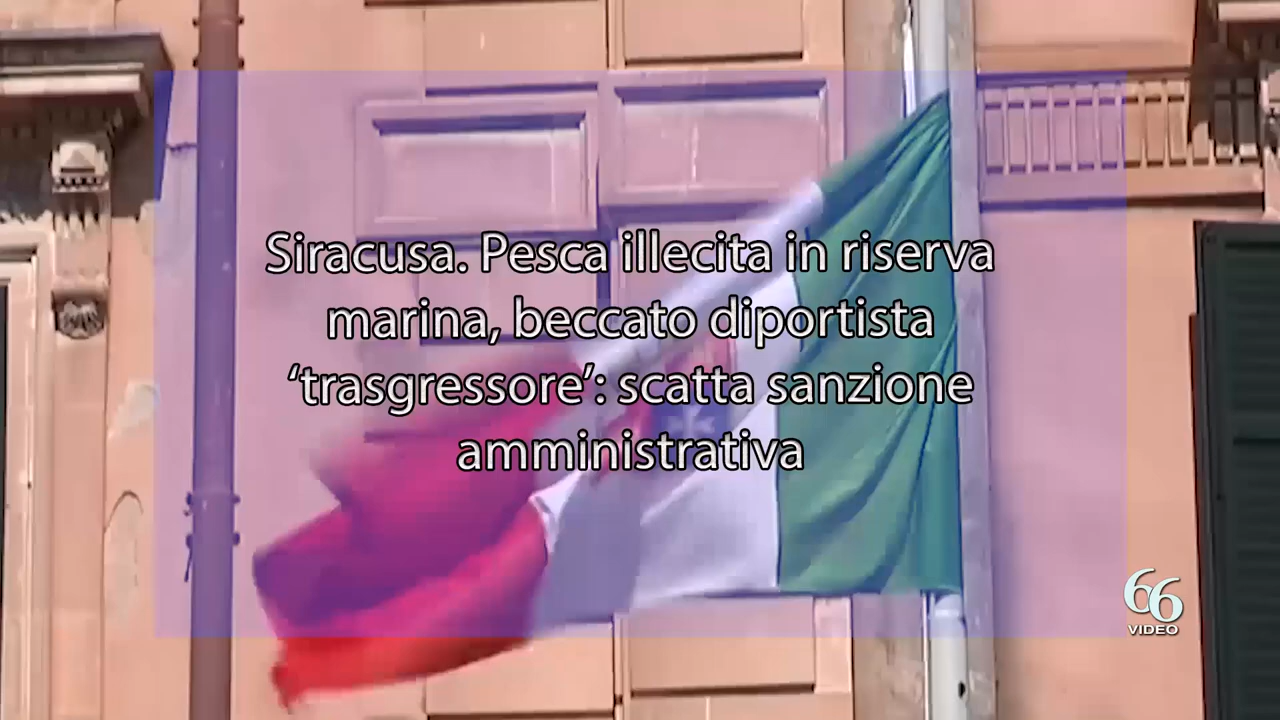 Siracusa. Pesca illecita in riserva
marina, beccato diportista
‘trasgressore’: scatta sanzione
amministrativa
66
VIDEO